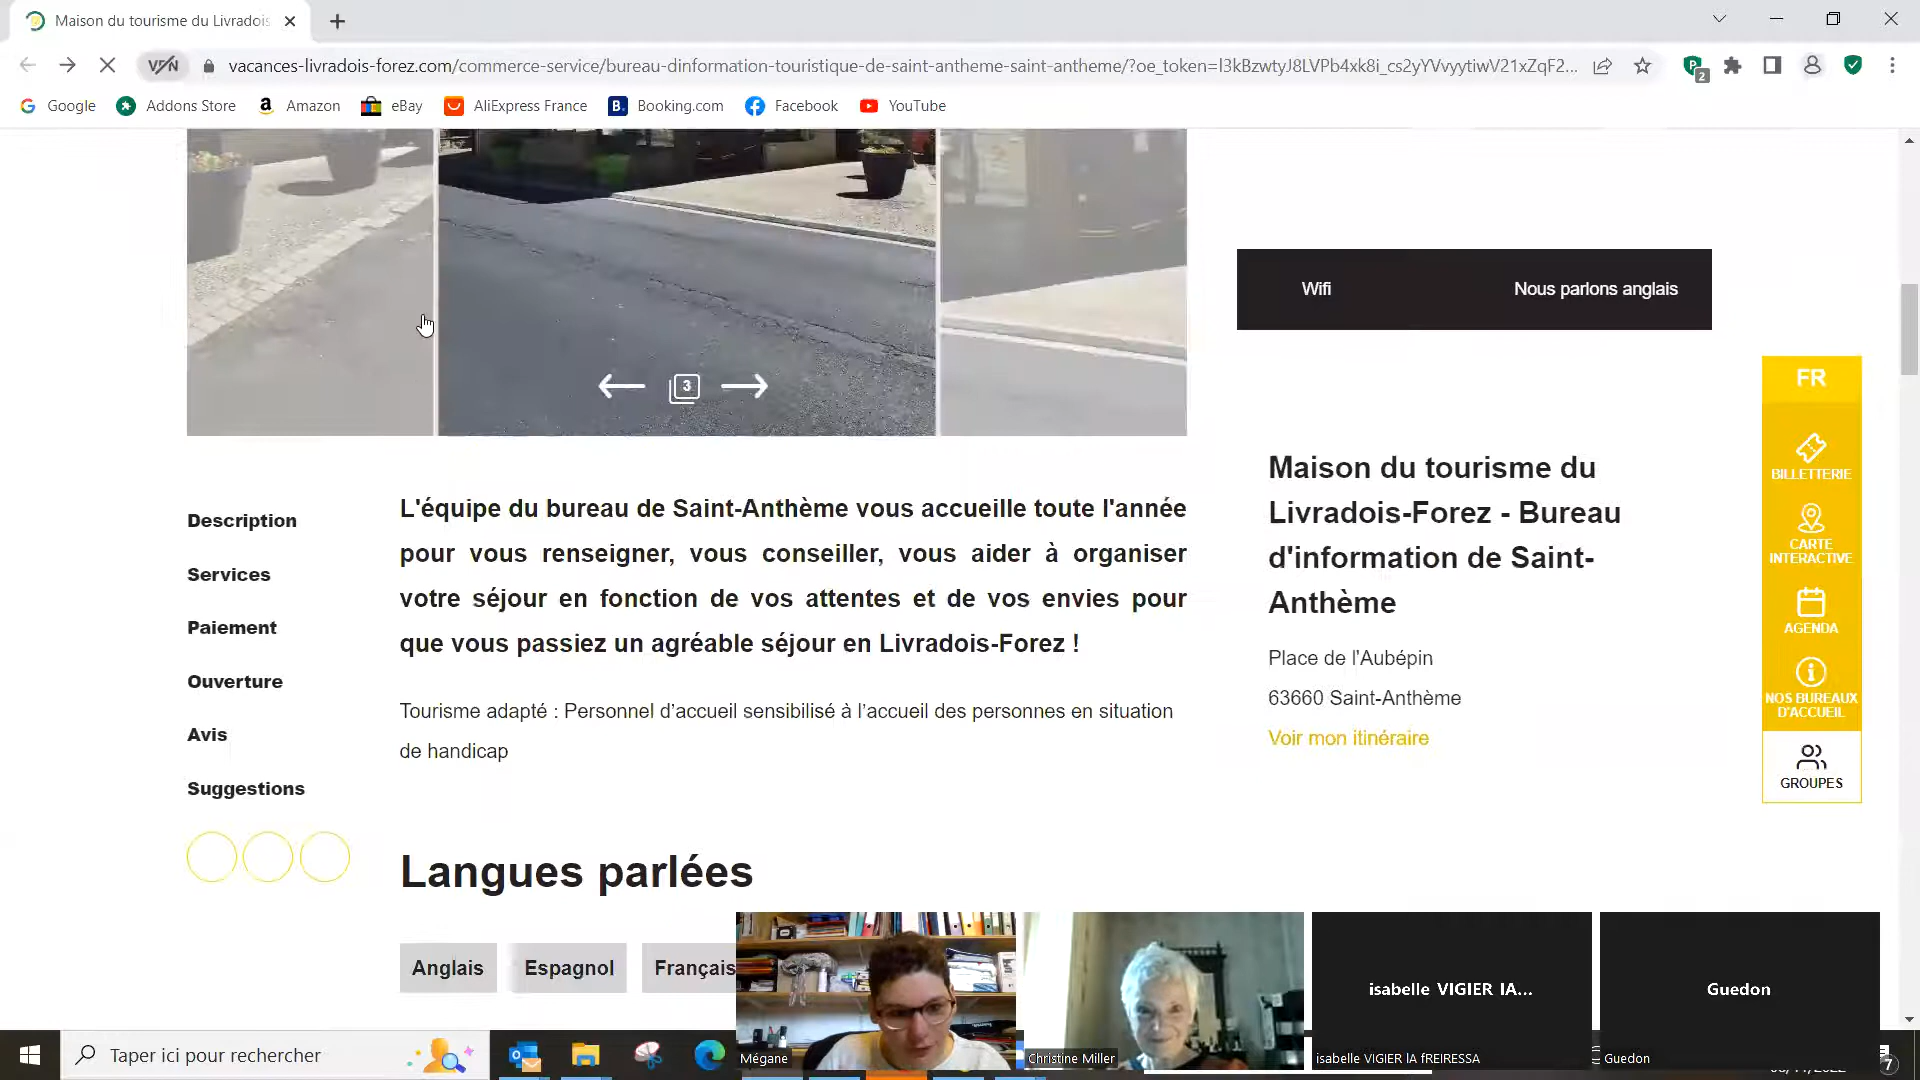 Maison du tourisme du Livradois
VPN
vacances-livradois-forez.com/commerce-service/bureau-dinformation-touristique-de-saint-antheme-saint-antheme/?oe_token=l3kBzwtyJ8LVPb4xk8i_cs2yYVvyytiwV21xZqF2...
2
Google
Addons Store
Amazon
eBay
AliExpress France
B. Booking.com
Facebook
YouTube
Wifi
Nous parlons anglais
3
FR
BILLETTERIE
CARTE
INTERACTIVE
AGENDA
NOS BUREAUX
D'ACCUEIL
GROUPES
Description
Services
Paiement
Ouverture
Avis
Suggestions
L'équipe du bureau de Saint-Anthème vous accueille toute l'année
pour vous renseigner, vous conseiller, vous aider à organiser
votre séjour en fonction de vos attentes et de vos envies pour
que vous passiez un agréable séjour en Livradois-Forez !
Tourisme adapté : Personnel d'accueil sensibilisé à l'accueil des personnes en situation
de handicap
Maison du tourisme du
Livradois-Forez - Bureau
d'information de Saint-
Anthème
Place de l'Aubépin
63660 Saint-Anthème
Voir mon itinéraire
Langues parlées
Anglais
Espagnol
Français
isabelle VIGIER lA...
Guedon
Mégane
Christine Miller
isabelle VIGIER lA fREIRESSA
Guedon
Taper ici pour rechercher
7